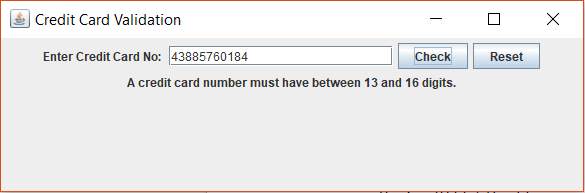 Credit Card Validation
Enter Credit Card No: 43885760184 Check Reset
A credit card number must have between 13 and 16 digits.